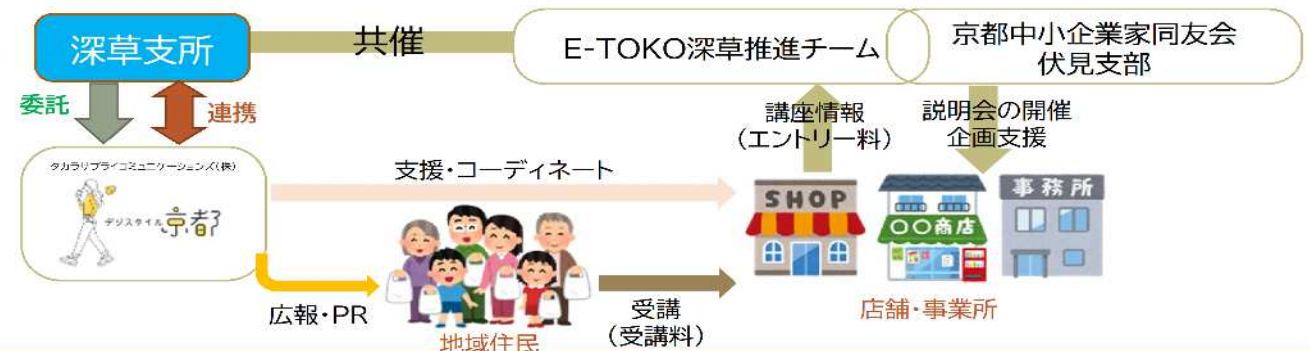 深草支所
共催
E-TOKO深草推進チーム
京都中小企業家同友会
伏見支部
委託
連携
講座情報
(エントリー料)
説明会の開催
企画支援
タカラサプライコミュニケーションズ(株)
デジスタイル京都
支援・コーディネート
SHOP
〇〇商店
事務所
広報・PR
地域住民
受講
(受講料)
店舗・事業所